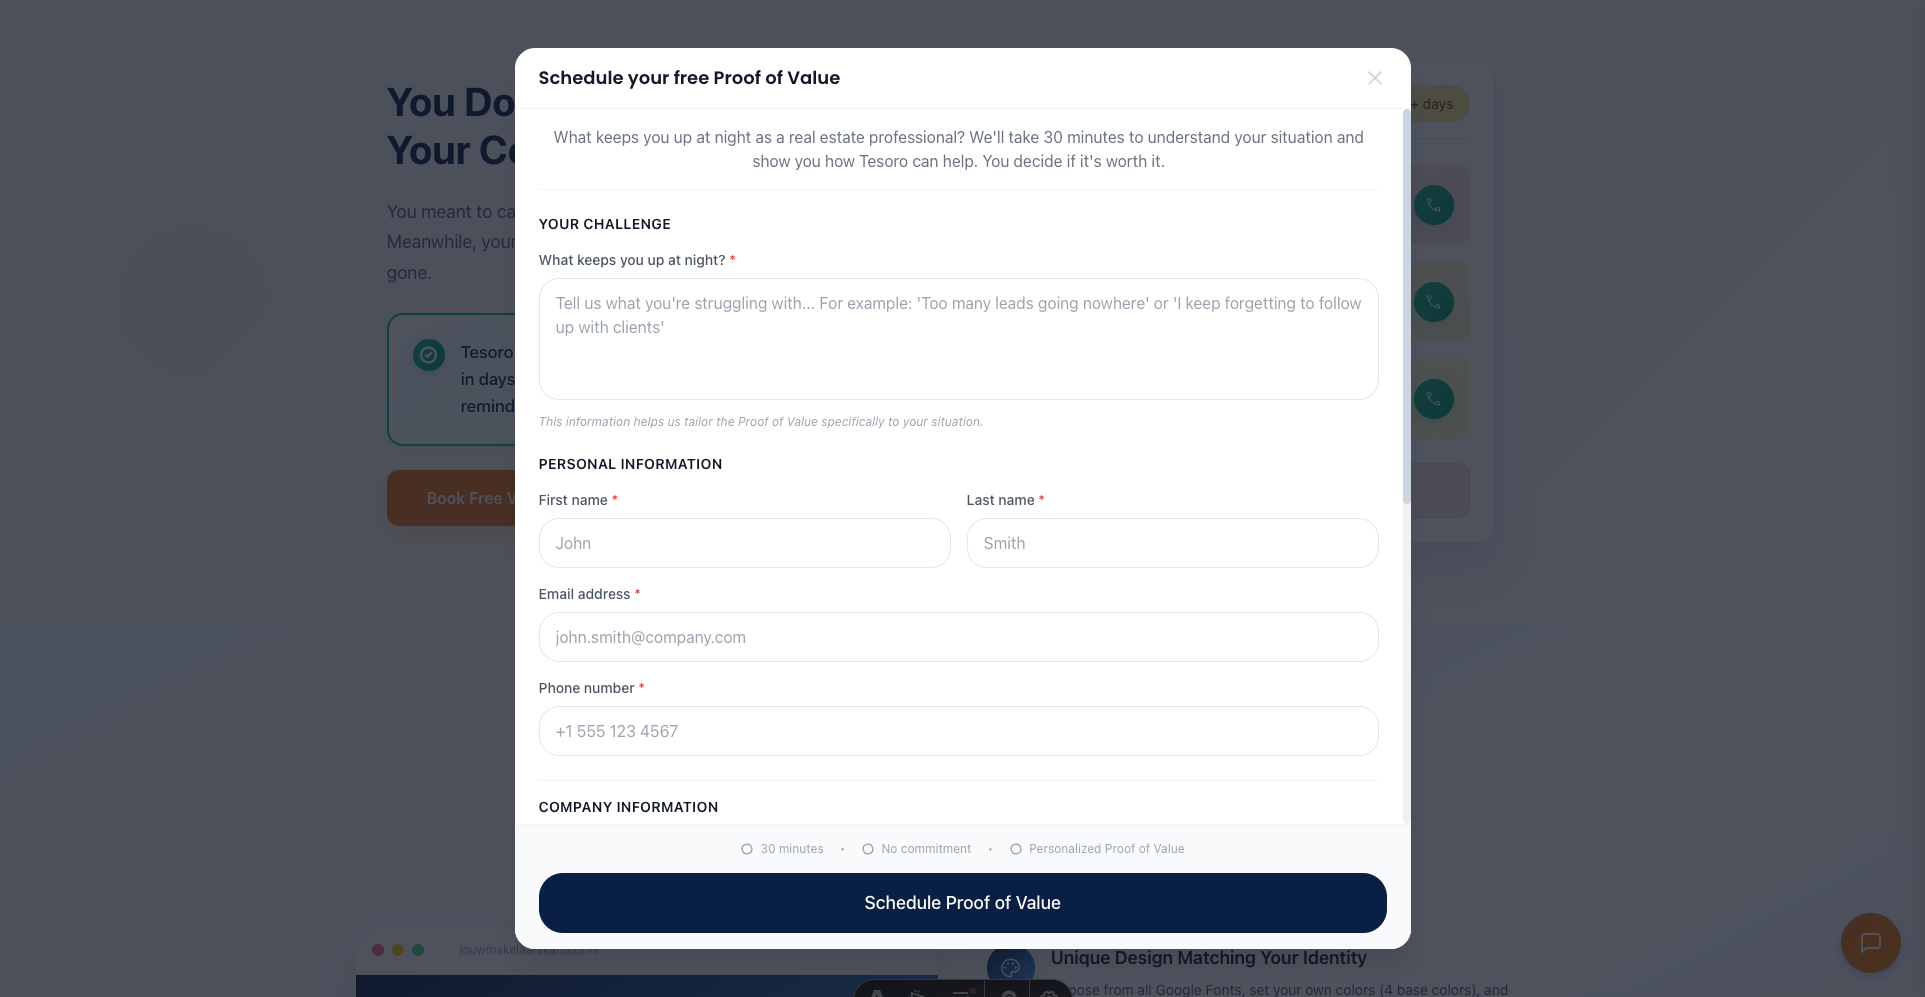 Schedule your free Proof of Value
What keeps you up at night as a real estate professional? We'll take 30 minutes to understand your situation and
show you how Tesoro can help. You decide if it's worth it.
YOUR CHALLENGE
What keeps you up at night? *
Tell us what you're struggling with... For example: 'Too many leads going nowhere' or 'I keep forgetting to follow
up with clients'
This information helps us tailor the Proof of Value specifically to your situation.
PERSONAL INFORMATION
First name *
Last name *
John
Smith
Email address *
john.smith@company.com
Phone number *
+1 555 123 4567
COMPANY INFORMATION
30 minutes • No commitment • Personalized Proof of Value
Schedule Proof of Value
You
Your
You meant to
Meanwhile,
gone.
Tesoro
in days
remind
Book Free
days
Unique Design Matching Your Identity
from all Google Fonts, set your own colors (4 base colors), and